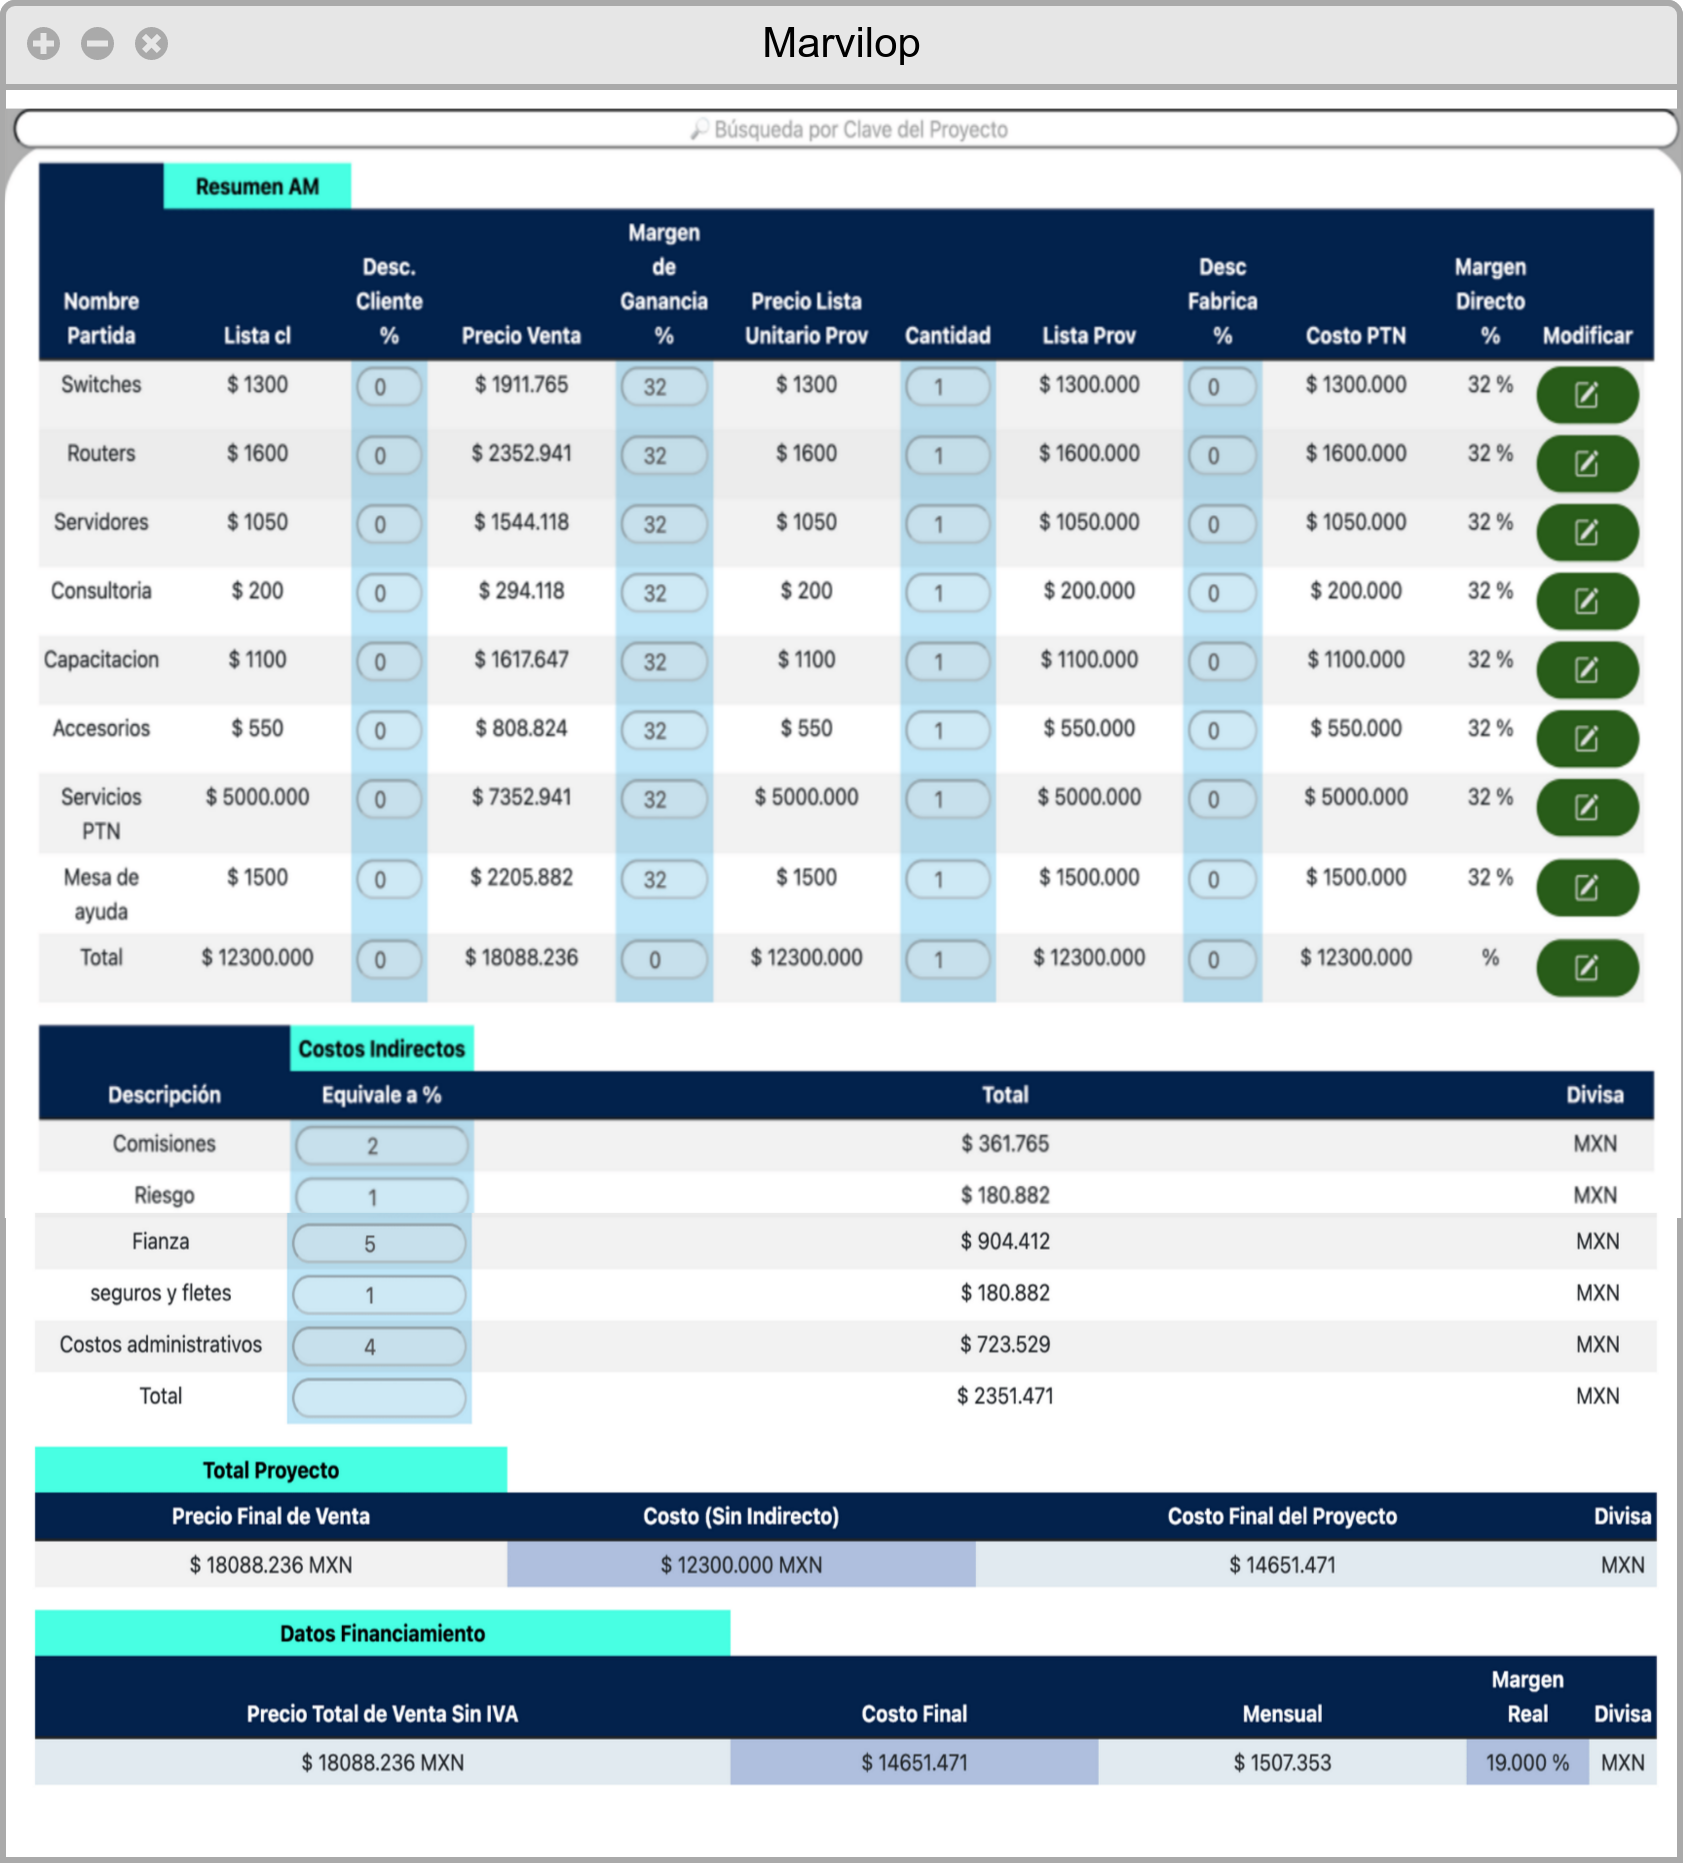 Marvilop
🔎 Búsqueda por Clave del Proyecto
Resumen AM
Nombre Partida Lista cl Desc. Cliente % Precio Venta Margen de Ganancia % Precio Lista Unitario Prov Cantidad Lista Prov Desc Fabrica % Costo PTN Margen Directo % Modificar
Switches $ 1300 0 $ 1911.765 32 $ 1300 1 $ 1300.000 0 $ 1300.000 32 %
Routers $ 1600 0 $ 2352.941 32 $ 1600 1 $ 1600.000 0 $ 1600.000 32 %
Servidores $ 1050 0 $ 1544.118 32 $ 1050 1 $ 1050.000 0 $ 1050.000 32 %
Consultoria $ 200 0 $ 294.118 32 $ 200 1 $ 200.000 0 $ 200.000 32 %
Capacitacion $ 1100 0 $ 1617.647 32 $ 1100 1 $ 1100.000 0 $ 1100.000 32 %
Accesorios $ 550 0 $ 808.824 32 $ 550 1 $ 550.000 0 $ 550.000 32 %
Servicios PTN $ 5000.000 0 $ 7352.941 32 $ 5000.000 1 $ 5000.000 0 $ 5000.000 32 %
Mesa de ayuda $ 1500 0 $ 2205.882 32 $ 1500 1 $ 1500.000 0 $ 1500.000 32 %
Total $ 12300.000 0 $ 18088.236 0 $ 12300.000 1 $ 12300.000 0 $ 12300.000 %
Costos Indirectos
Descripción Equivale a % Total Divisa
Comisiones 2 $ 361.765 MXN
Riesgo 1 $ 180.882 MXN
Fianza 5 $ 904.412 MXN
seguros y fletes 1 $ 180.882 MXN
Costos administrativos 4 $ 723.529 MXN
Total $ 2351.471 MXN
Total Proyecto
Precio Final de Venta Costo (Sin Indirecto) Costo Final del Proyecto Divisa
$ 18088.236 MXN $ 12300.000 MXN $ 14651.471 MXN
Datos Financiamiento
Precio Total de Venta Sin IVA Costo Final Mensual Margen Real Divisa
$ 18088.236 MXN $ 14651.471 $ 1507.353 19.000 % MXN